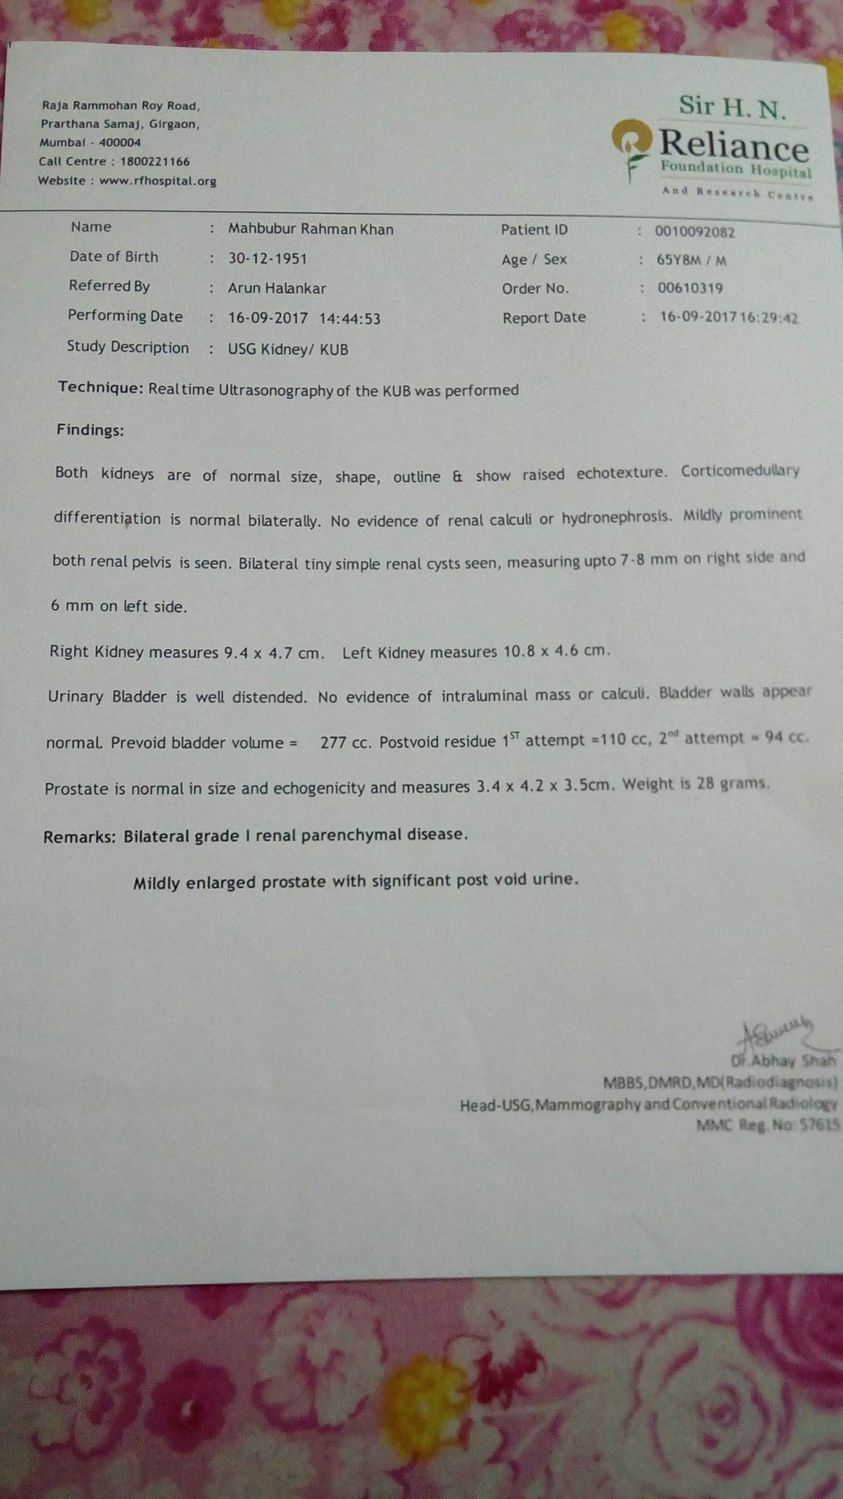 Raja Rammohan Roy Road,
Prarthana Samaj, Girgaon,
Mumbai - 400004
Call Centre : 1800221166
Website : www.rfhospital.org
Sir H. N.
Reliance
Foundation Hospital
And Research Centre
Name : Mahbubur Rahman Khan Patient ID : 0010092082
Date of Birth : 30-12-1951 Age / Sex : 65Y8M / M
Referred By : Arun Halankar Order No. : 00610319
Performing Date : 16-09-2017 14:44:53 Report Date : 16-09-2017 16:29:42
Study Description : USG Kidney/ KUB
Technique: Real time Ultrasonography of the KUB was performed
Findings:
Both kidneys are of normal size, shape, outline & show raised echotexture. Corticomedullary
differentiation is normal bilaterally. No evidence of renal calculi or hydronephrosis. Mildly prominent
both renal pelvis is seen. Bilateral tiny simple renal cysts seen, measuring upto 7-8 mm on right side and
6 mm on left side.
Right Kidney measures 9.4 x 4.7 cm. Left Kidney measures 10.8 x 4.6 cm.
Urinary Bladder is well distended. No evidence of intraluminal mass or calculi. Bladder walls appear
normal. Prevoid bladder volume = 277 cc. Postvoid residue 1ST attempt =110 cc, 2nd attempt = 94 cc.
Prostate is normal in size and echogenicity and measures 3.4 x 4.2 x 3.5cm. Weight is 28 grams.
Remarks: Bilateral grade I renal parenchymal disease.
Mildly enlarged prostate with significant post void urine.
Dr.Abhay Shah
MBBS,DMRD,MD(Radiodiagnosis)
Head-USG,Mammography and Conventional Radiology
MMC Reg. No: 57615